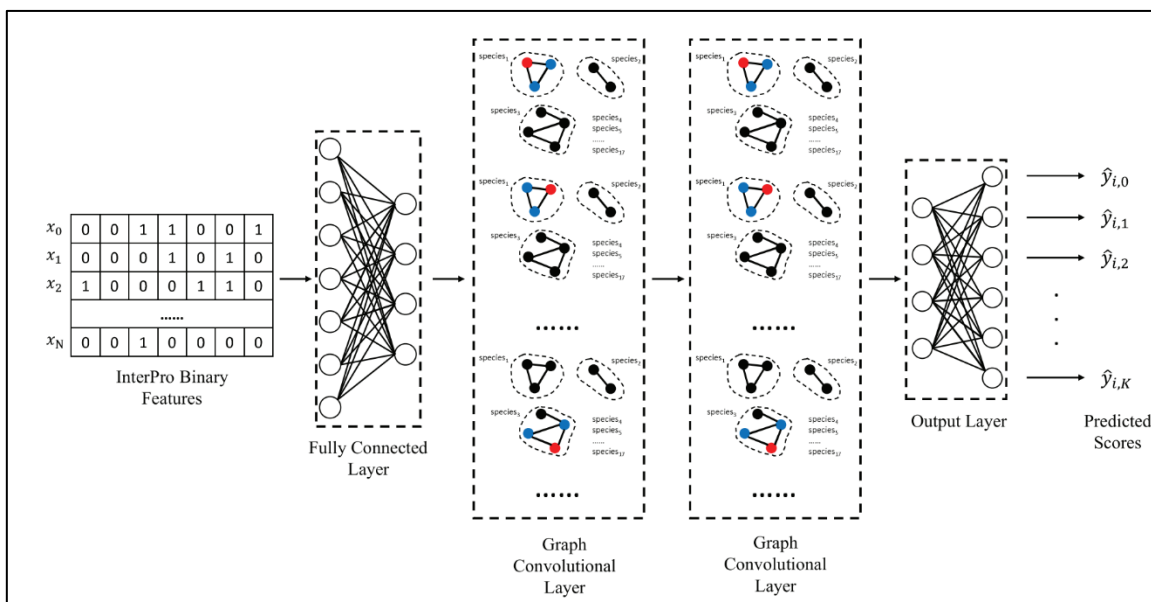 x₀ 0 0 1 1 0 0 1
x₁ 0 0 0 1 0 1 0
x₂ 1 0 0 0 1 1 0
......
x_N 0 0 1 0 0 0 0
InterPro Binary
Features
Fully Connected
Layer
species₁ species₂
species₃ species₄
species₅
......
species₁₇
species₁ species₂
species₃ species₄
species₅
......
species₁₇
......
species₁ species₂
species₃ species₄
species₅
......
species₁₇
......
Graph
Convolutional
Layer
species₁ species₂
species₃ species₄
species₅
......
species₁₇
species₁ species₂
species₃ species₄
species₅
......
species₁₇
......
species₁ species₂
species₃ species₄
species₅
......
species₁₇
......
Graph
Convolutional
Layer
Output Layer
ŷᵢ,₀
ŷᵢ,₁
ŷᵢ,₂
.
.
.
ŷ_{i,K}
Predicted
Scores